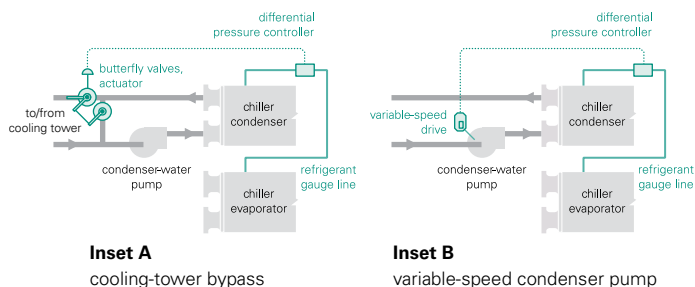 differential
pressure controller
butterfly valves,
actuator
to/from
cooling tower
chiller
condenser
condenser-water
pump
refrigerant
gauge line
chiller
evaporator
Inset A
cooling-tower bypass
differential
pressure controller
variable-speed
drive
chiller
condenser
condenser-water
pump
refrigerant
gauge line
chiller
evaporator
Inset B
variable-speed condenser pump